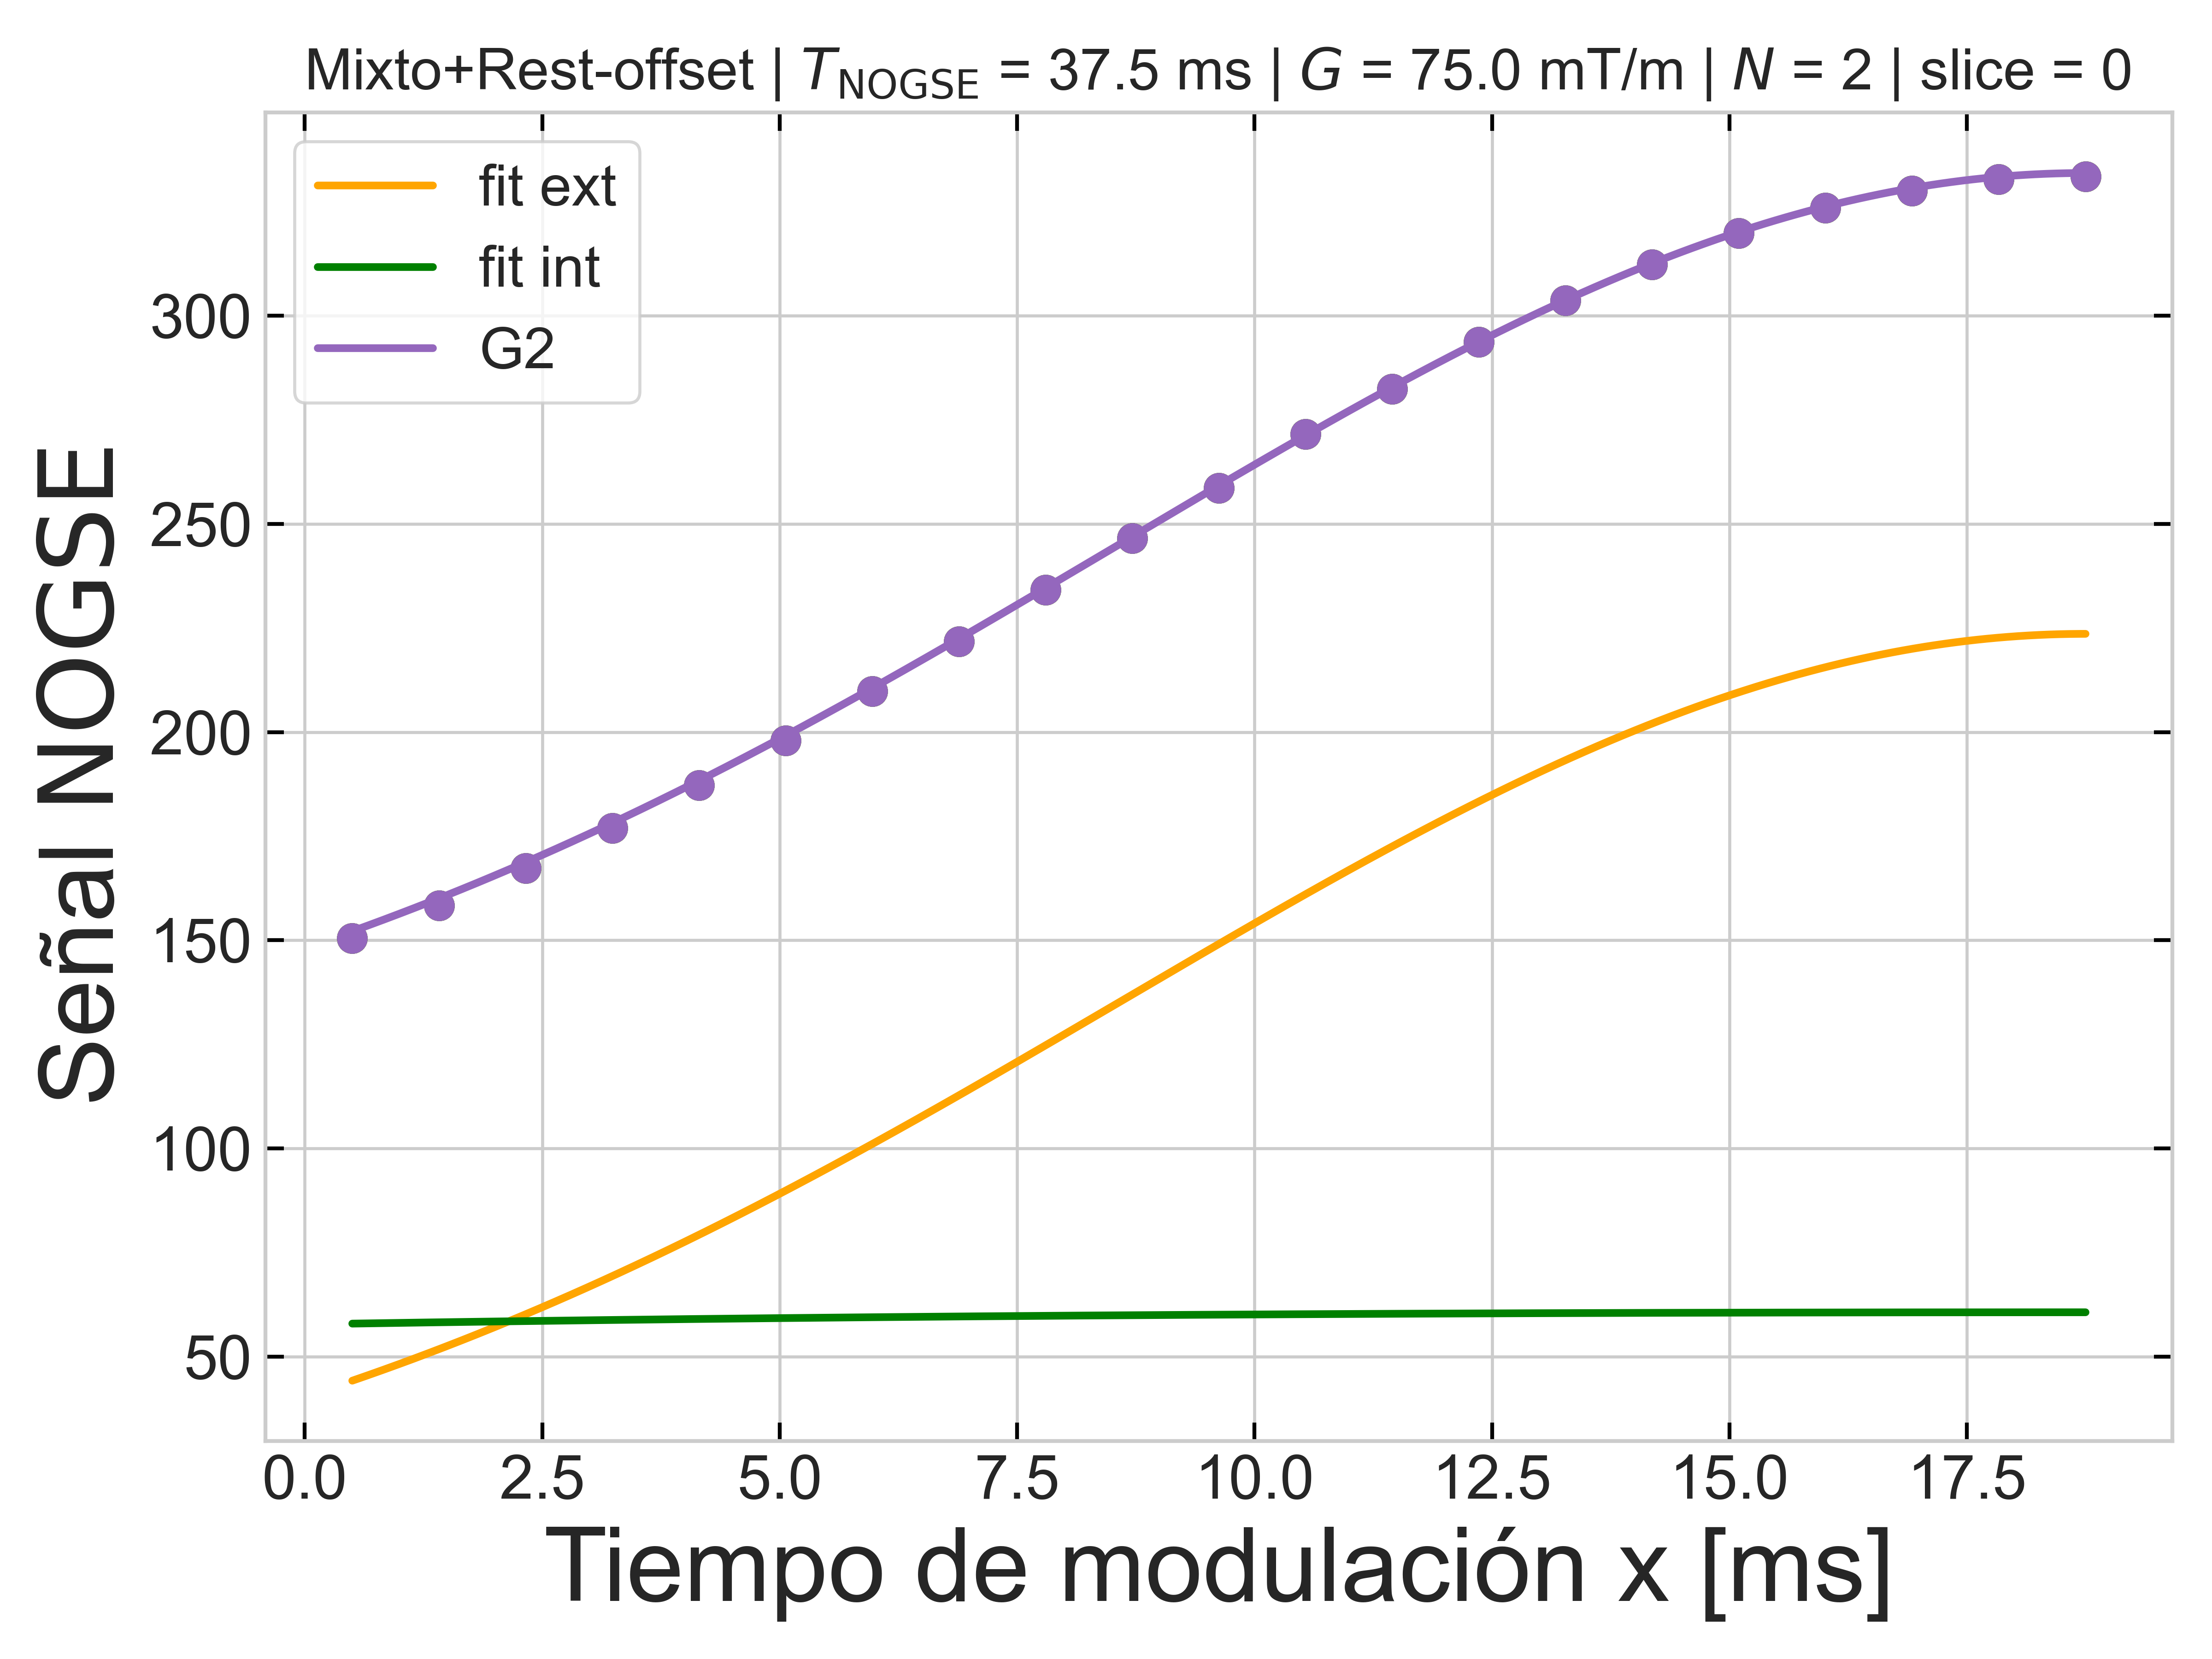 Mixto+Rest-offset | T_NOGSE = 37.5 ms | G = 75.0 mT/m | N = 2 | slice = 0
fit ext
fit int
G2
Señal NOGSE
300
250
200
150
100
50
0.0 2.5 5.0 7.5 10.0 12.5 15.0 17.5
Tiempo de modulación x [ms]